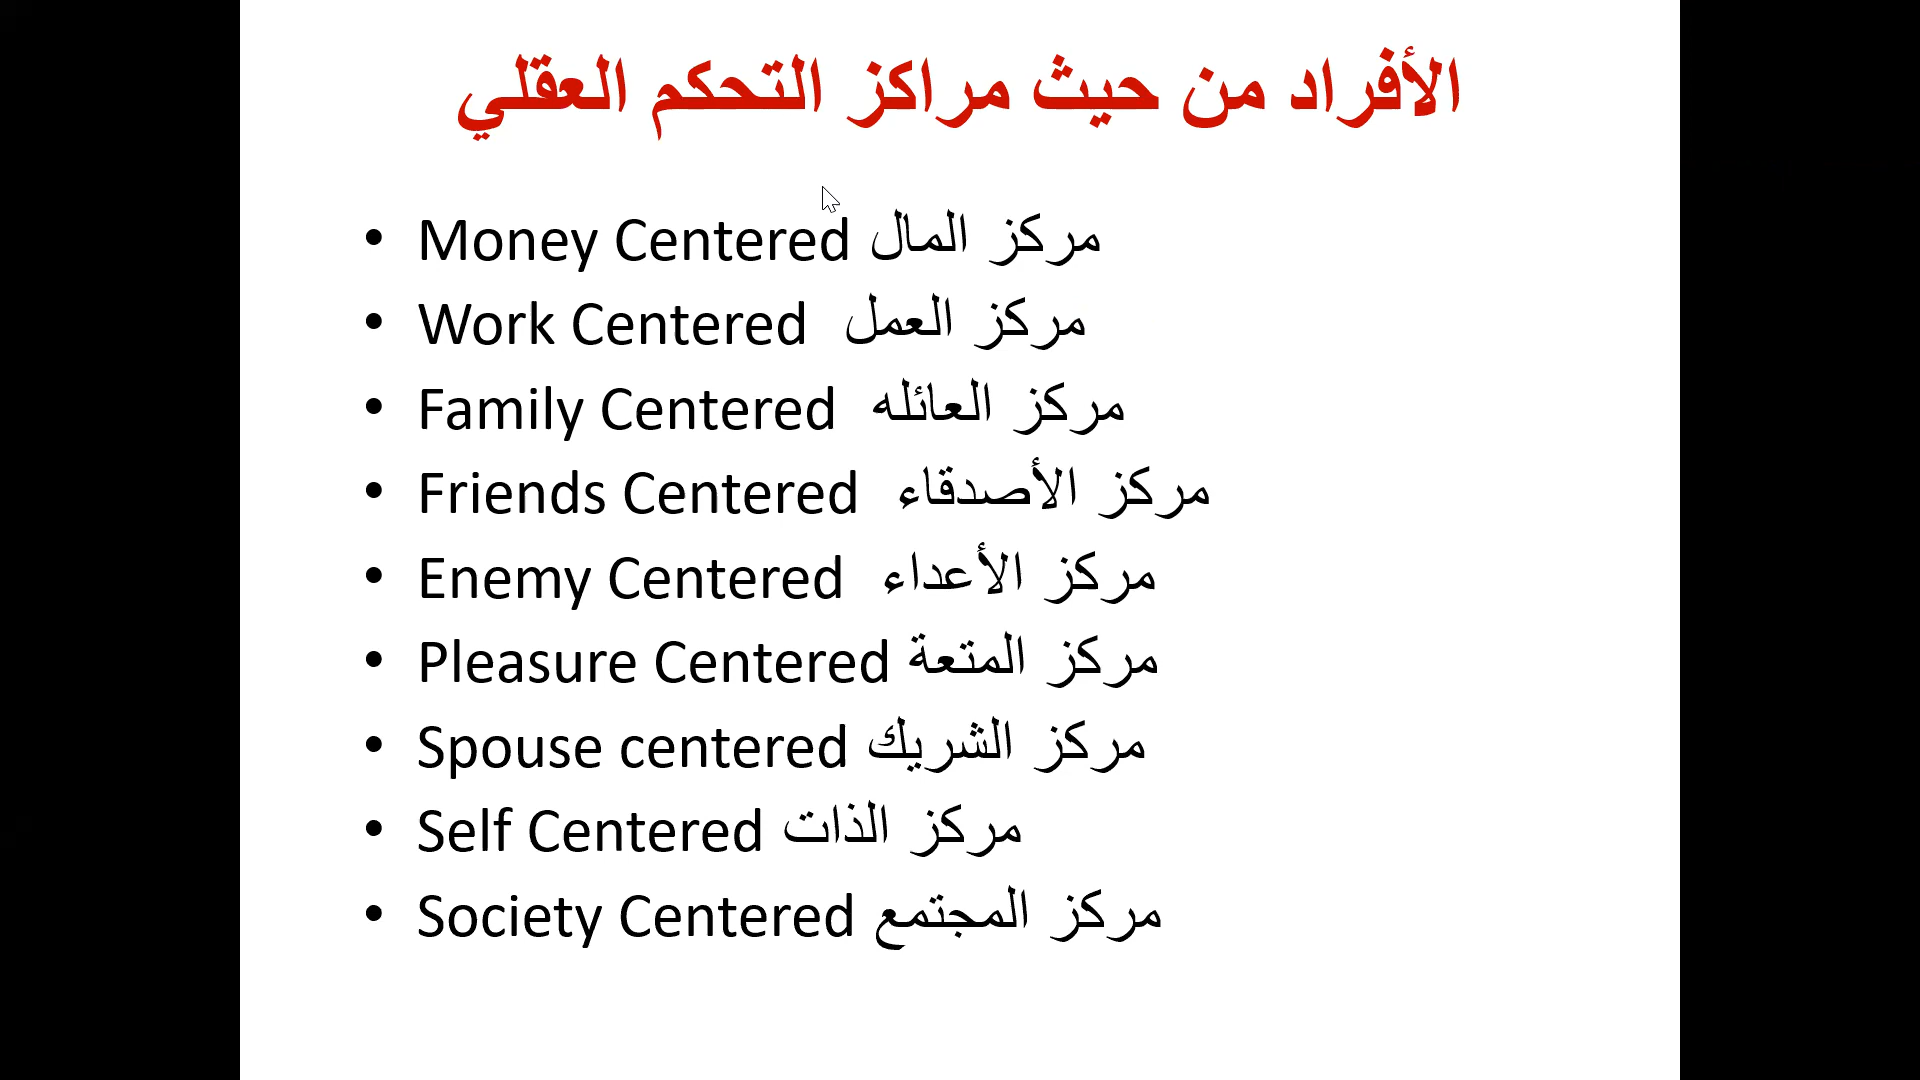 الأفراد من حيث مراكز التحكم العقلي
• Money Centered مركز المال
• Work Centered مركز العمل
• Family Centered مركز العائله
• Friends Centered مركز الأصدقاء
• Enemy Centered مركز الأعداء
• Pleasure Centered مركز المتعة
• Spouse centered مركز الشريك
• Self Centered مركز الذات
• Society Centered مركز المجتمع